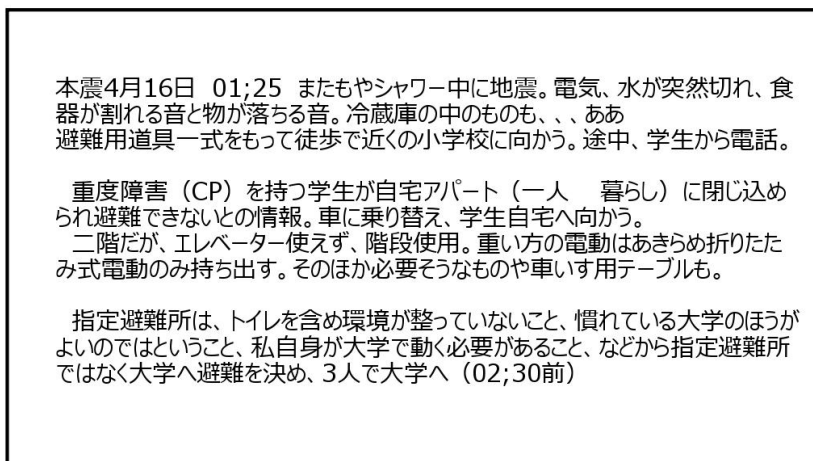 本震4月16日 01;25 またもやシャワー中に地震。電気、水が突然切れ、食
器が割れる音と物が落ちる音。冷蔵庫の中のものも、、、ああ
避難用道具一式をもって徒歩で近くの小学校に向かう。途中、学生から電話。
重度障害（CP）を持つ学生が自宅アパート（一人　暮らし）に閉じ込め
られ避難できないとの情報。車に乗り替え、学生自宅へ向かう。
二階だが、エレベーター使えず、階段使用。重い方の電動はあきらめ折りたた
み式電動のみ持ち出す。そのほか必要そうなものや車いす用テーブルも。
指定避難所は、トイレを含め環境が整っていないこと、慣れている大学のほうが
よいのではということ、私自身が大学で動く必要があること、などから指定避難所
ではなく大学へ避難を決め、3人で大学へ（02;30前）